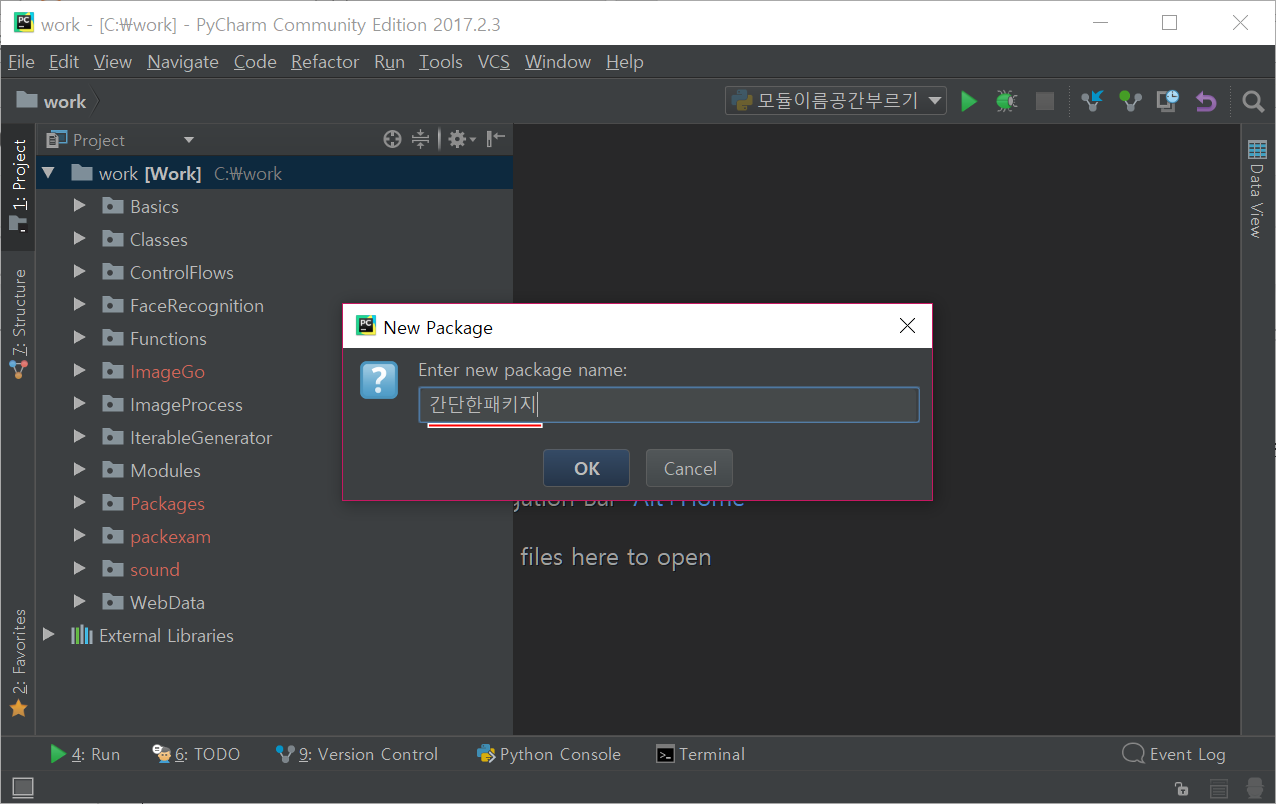 work - [C:₩work] - PyCharm Community Edition 2017.2.3
File Edit View Navigate Code Refactor Run Tools VCS Window Help
work
모듈이름공간부르기
1: Project
7: Structure
2: Favorites
Project
work [Work] C:₩work
Basics
Classes
ControlFlows
FaceRecognition
Functions
ImageGo
ImageProcess
IterableGenerator
Modules
Packages
packexam
sound
WebData
External Libraries
New Package
Enter new package name:
간단한패키지
OK Cancel
Bar Alt+Home
files here to open
Data View
4: Run 6: TODO 9: Version Control Python Console Terminal Event Log